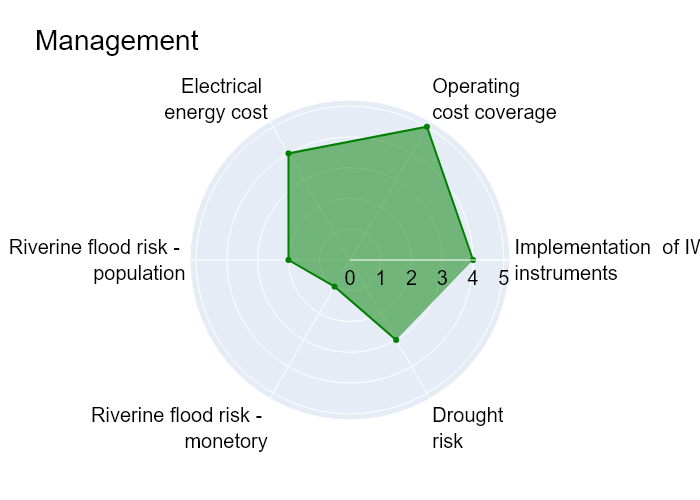 Management
Electrical
energy cost
Operating
cost coverage
Riverine flood risk -
population
Implementation  of IW
instruments
0 1 2 3 4 5
Riverine flood risk -
monetory
Drought
risk